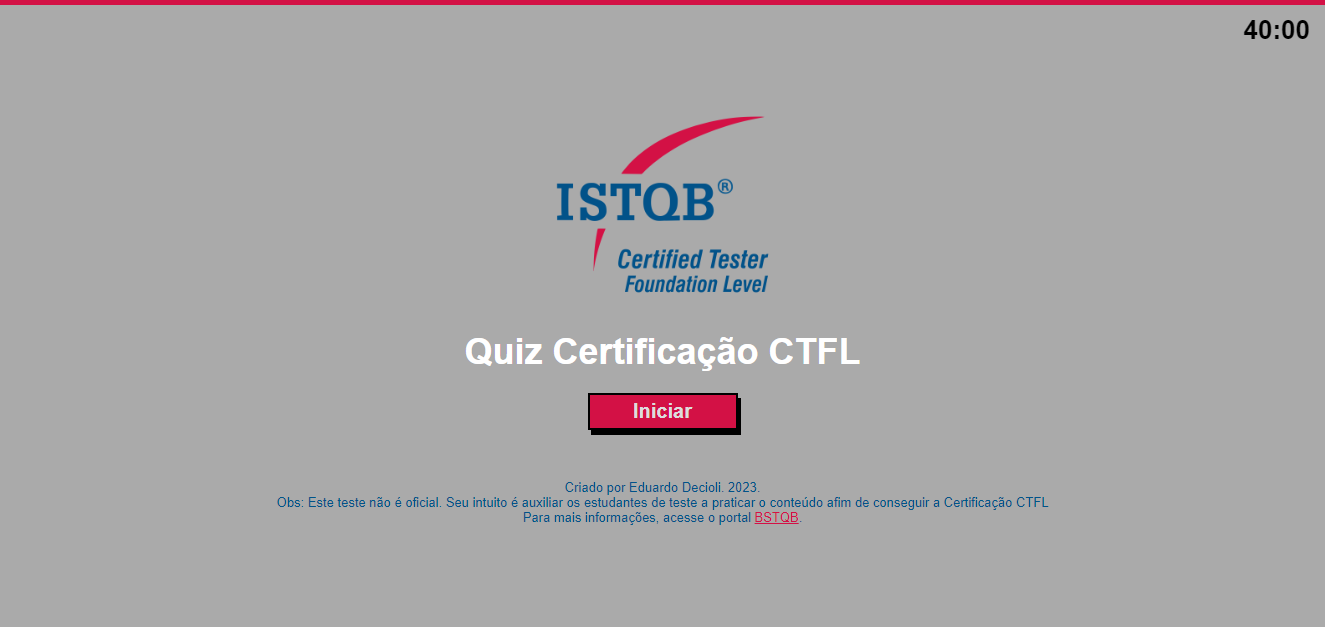 40:00
ISTQB®
Certified Tester
Foundation Level
Quiz Certificação CTFL
Iniciar
Criado por Eduardo Decioli. 2023.
Obs: Este teste não é oficial. Seu intuito é auxiliar os estudantes de teste a praticar o conteúdo afim de conseguir a Certificação CTFL
Para mais informações, acesse o portal BSTQB.